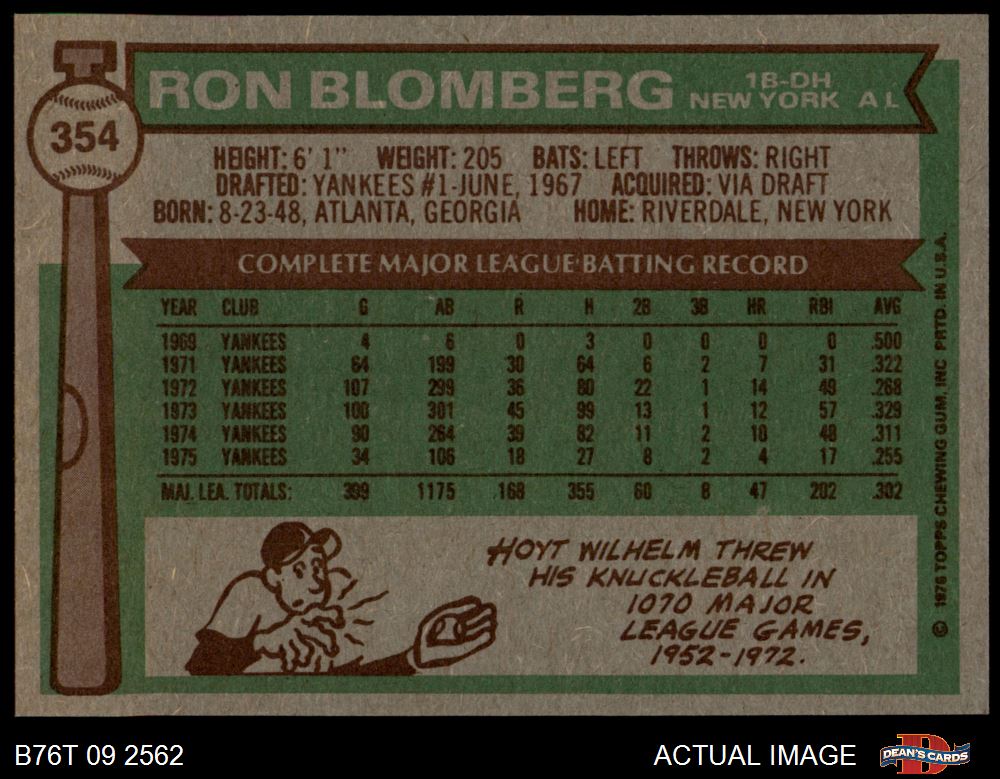 354
RON BLOMBERG 1B-DH
NEW YORK A L
HEIGHT: 6' 1" WEIGHT: 205 BATS: LEFT THROWS: RIGHT
DRAFTED: YANKEES #1-JUNE, 1967 ACQUIRED: VIA DRAFT
BORN: 8-23-48, ATLANTA, GEORGIA HOME: RIVERDALE, NEW YORK
COMPLETE MAJOR LEAGUE BATTING RECORD
YEAR CLUB G AB R H 2B 3B HR RBI AVG
1969 YANKEES 4 6 0 3 0 0 0 0 .500
1971 YANKEES 64 199 30 64 6 2 7 31 .322
1972 YANKEES 107 299 36 80 22 1 14 49 .268
1973 YANKEES 100 301 45 99 13 1 12 57 .329
1974 YANKEES 90 264 39 82 11 2 10 48 .311
1975 YANKEES 34 106 18 27 8 2 4 17 .255
MAJ. LEA. TOTALS: 399 1175 168 355 60 8 47 202 .302
HOYT WILHELM THREW
HIS KNUCKLEBALL IN
1070 MAJOR
LEAGUE GAMES,
1952-1972.
© 1976 TOPPS CHEWING GUM, INC PRTD. IN U.S.A.
B76T 09 2562 ACTUAL IMAGE
D
DEAN'S CARDS